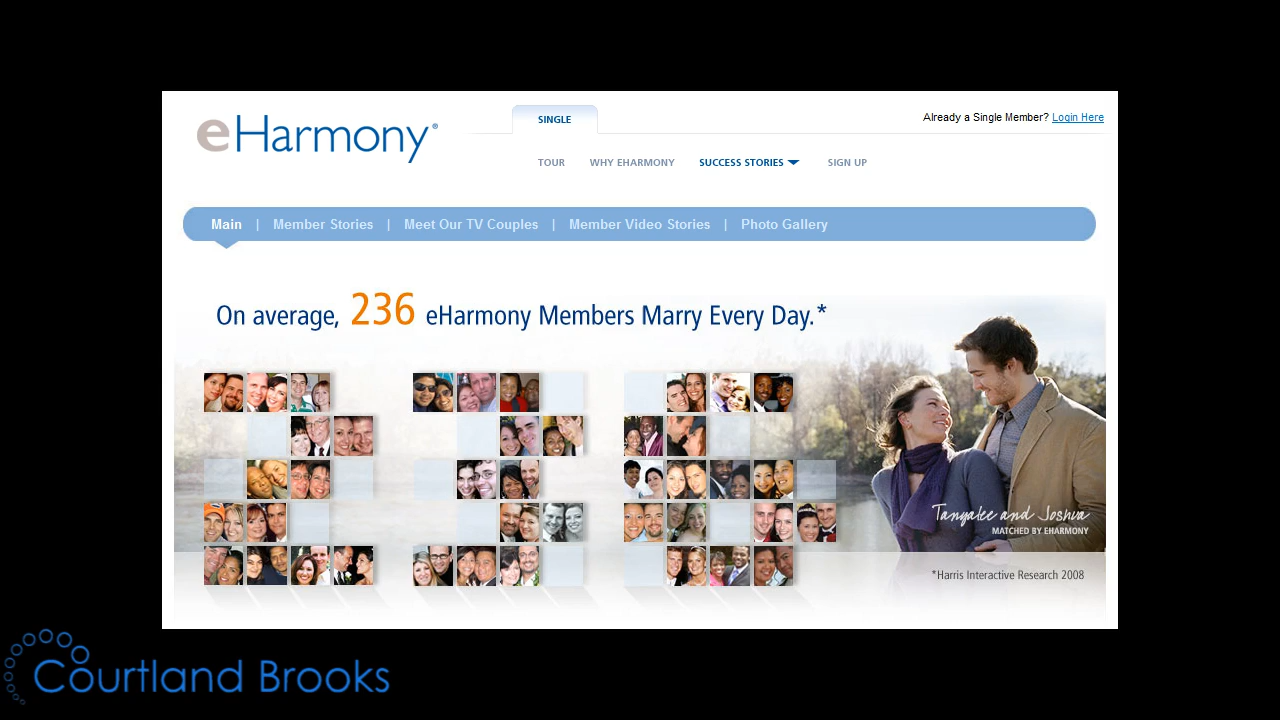 eHarmony®
SINGLE
Already a Single Member? Login Here
TOUR WHY EHARMONY SUCCESS STORIES SIGN UP
Main | Member Stories | Meet Our TV Couples | Member Video Stories | Photo Gallery
On average, 236 eHarmony Members Marry Every Day.*
Tanyalee and Joshua
MATCHED BY EHARMONY
*Harris Interactive Research 2008
Courtland Brooks